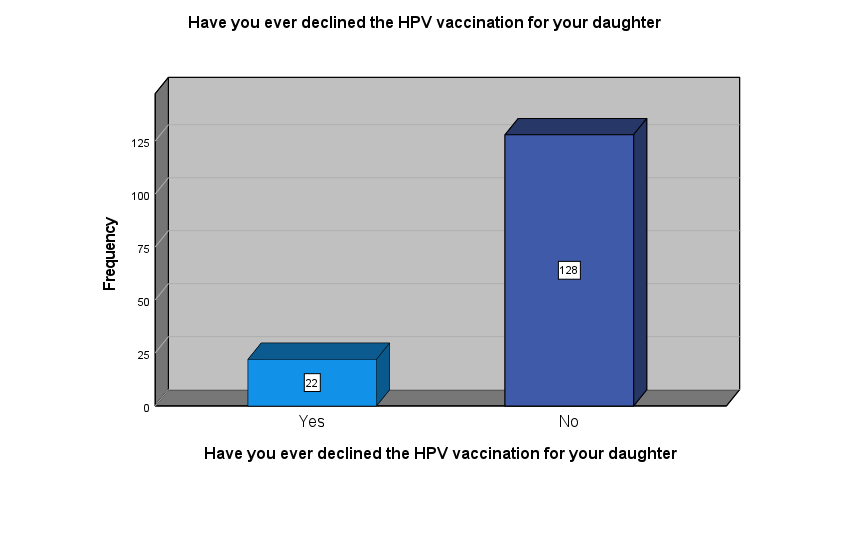 Have you ever declined the HPV vaccination for your daughter
125
100
75
50
25
0
Frequency
22
128
Yes
No
Have you ever declined the HPV vaccination for your daughter